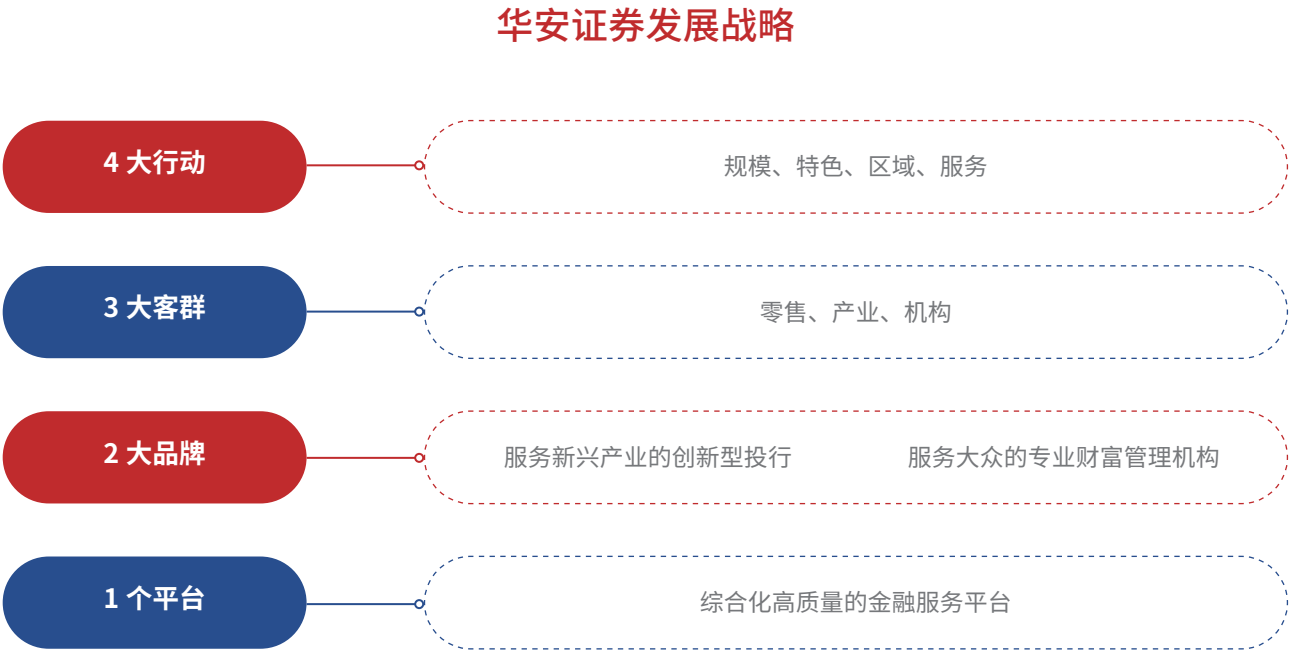 华安证券发展战略
4 大行动
规模、特色、区域、服务
3 大客群
零售、产业、机构
2 大品牌
服务新兴产业的创新型投行 服务大众的专业财富管理机构
1 个平台
综合化高质量的金融服务平台